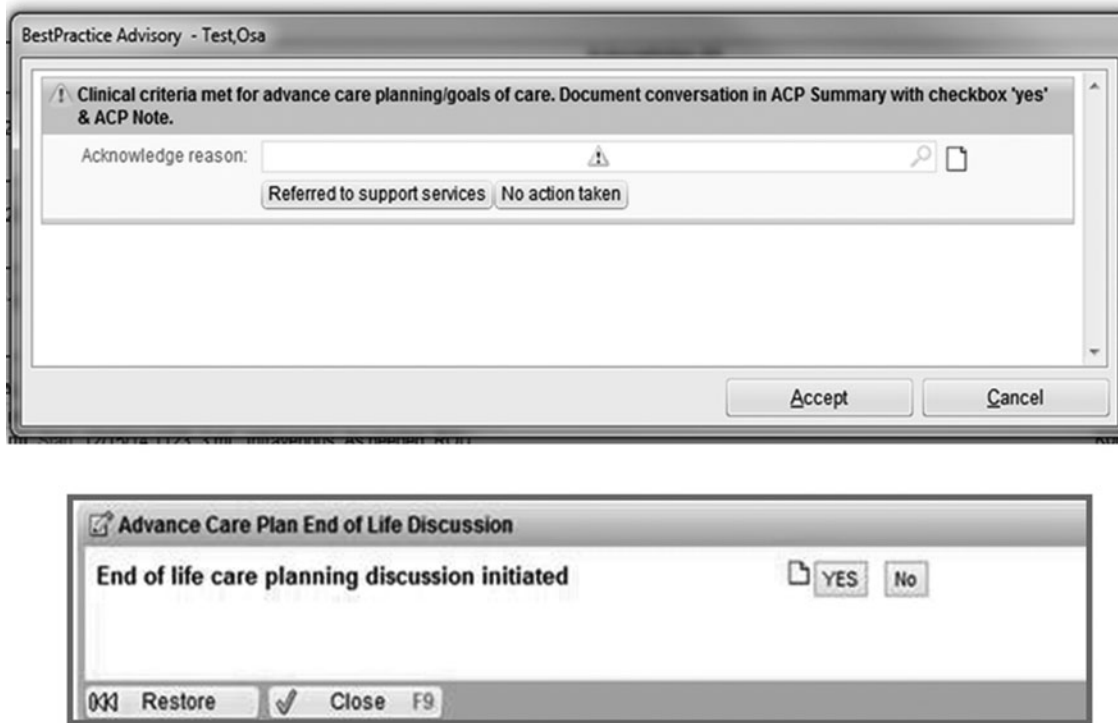 BestPractice Advisory - Test,Osa
Clinical criteria met for advance care planning/goals of care. Document conversation in ACP Summary with checkbox 'yes'
& ACP Note.
Acknowledge reason:
Referred to support services No action taken
Accept Cancel
Advance Care Plan End of Life Discussion
End of life care planning discussion initiated YES No
Restore Close F9